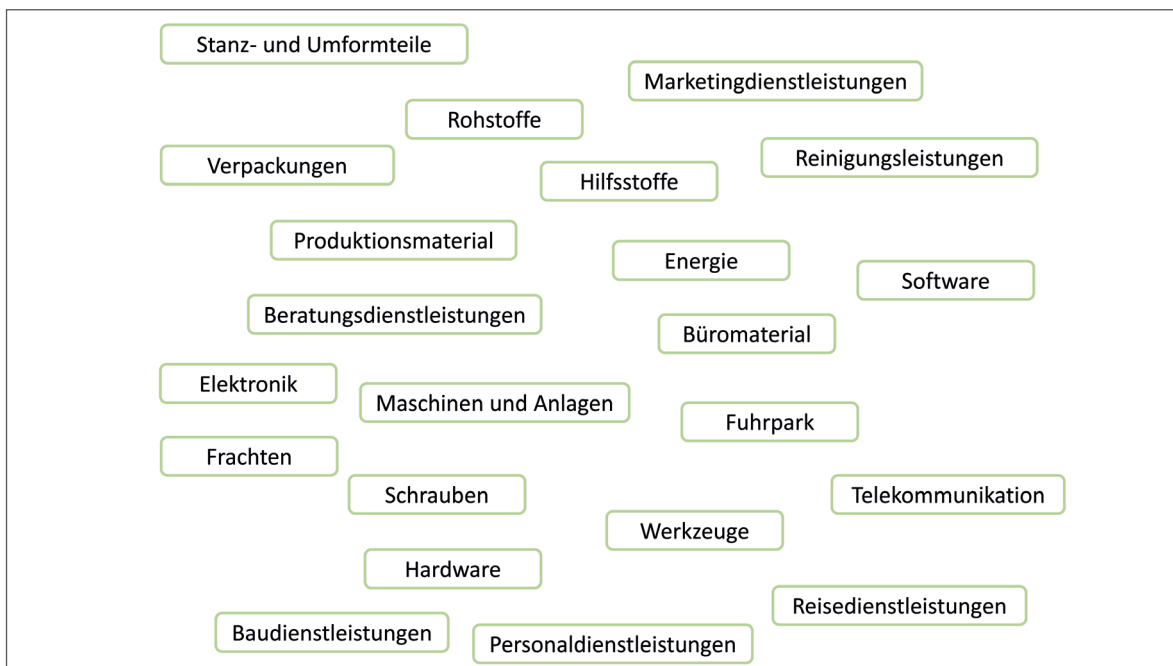 Stanz- und Umformteile
Marketingdienstleistungen
Rohstoffe
Reinigungsleistungen
Verpackungen
Hilfsstoffe
Produktionsmaterial
Energie
Software
Beratungsdienstleistungen
Büromaterial
Elektronik
Maschinen und Anlagen
Fuhrpark
Frachten
Schrauben
Telekommunikation
Werkzeuge
Hardware
Reisedienstleistungen
Baudienstleistungen
Personaldienstleistungen